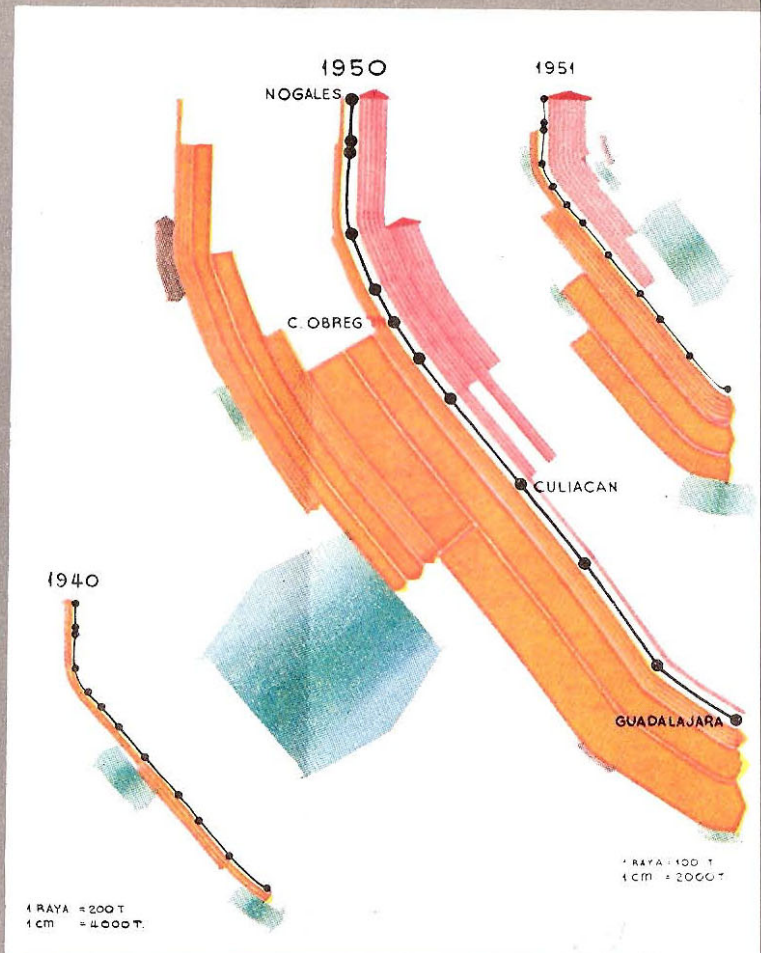 1950
1951
NOGALES
C. OBREG.
CULIACAN
1940
GUADALAJARA
1 RAYA = 100 T
1 CM = 2000 T
1 RAYA = 200 T
1 CM = 4000 T.